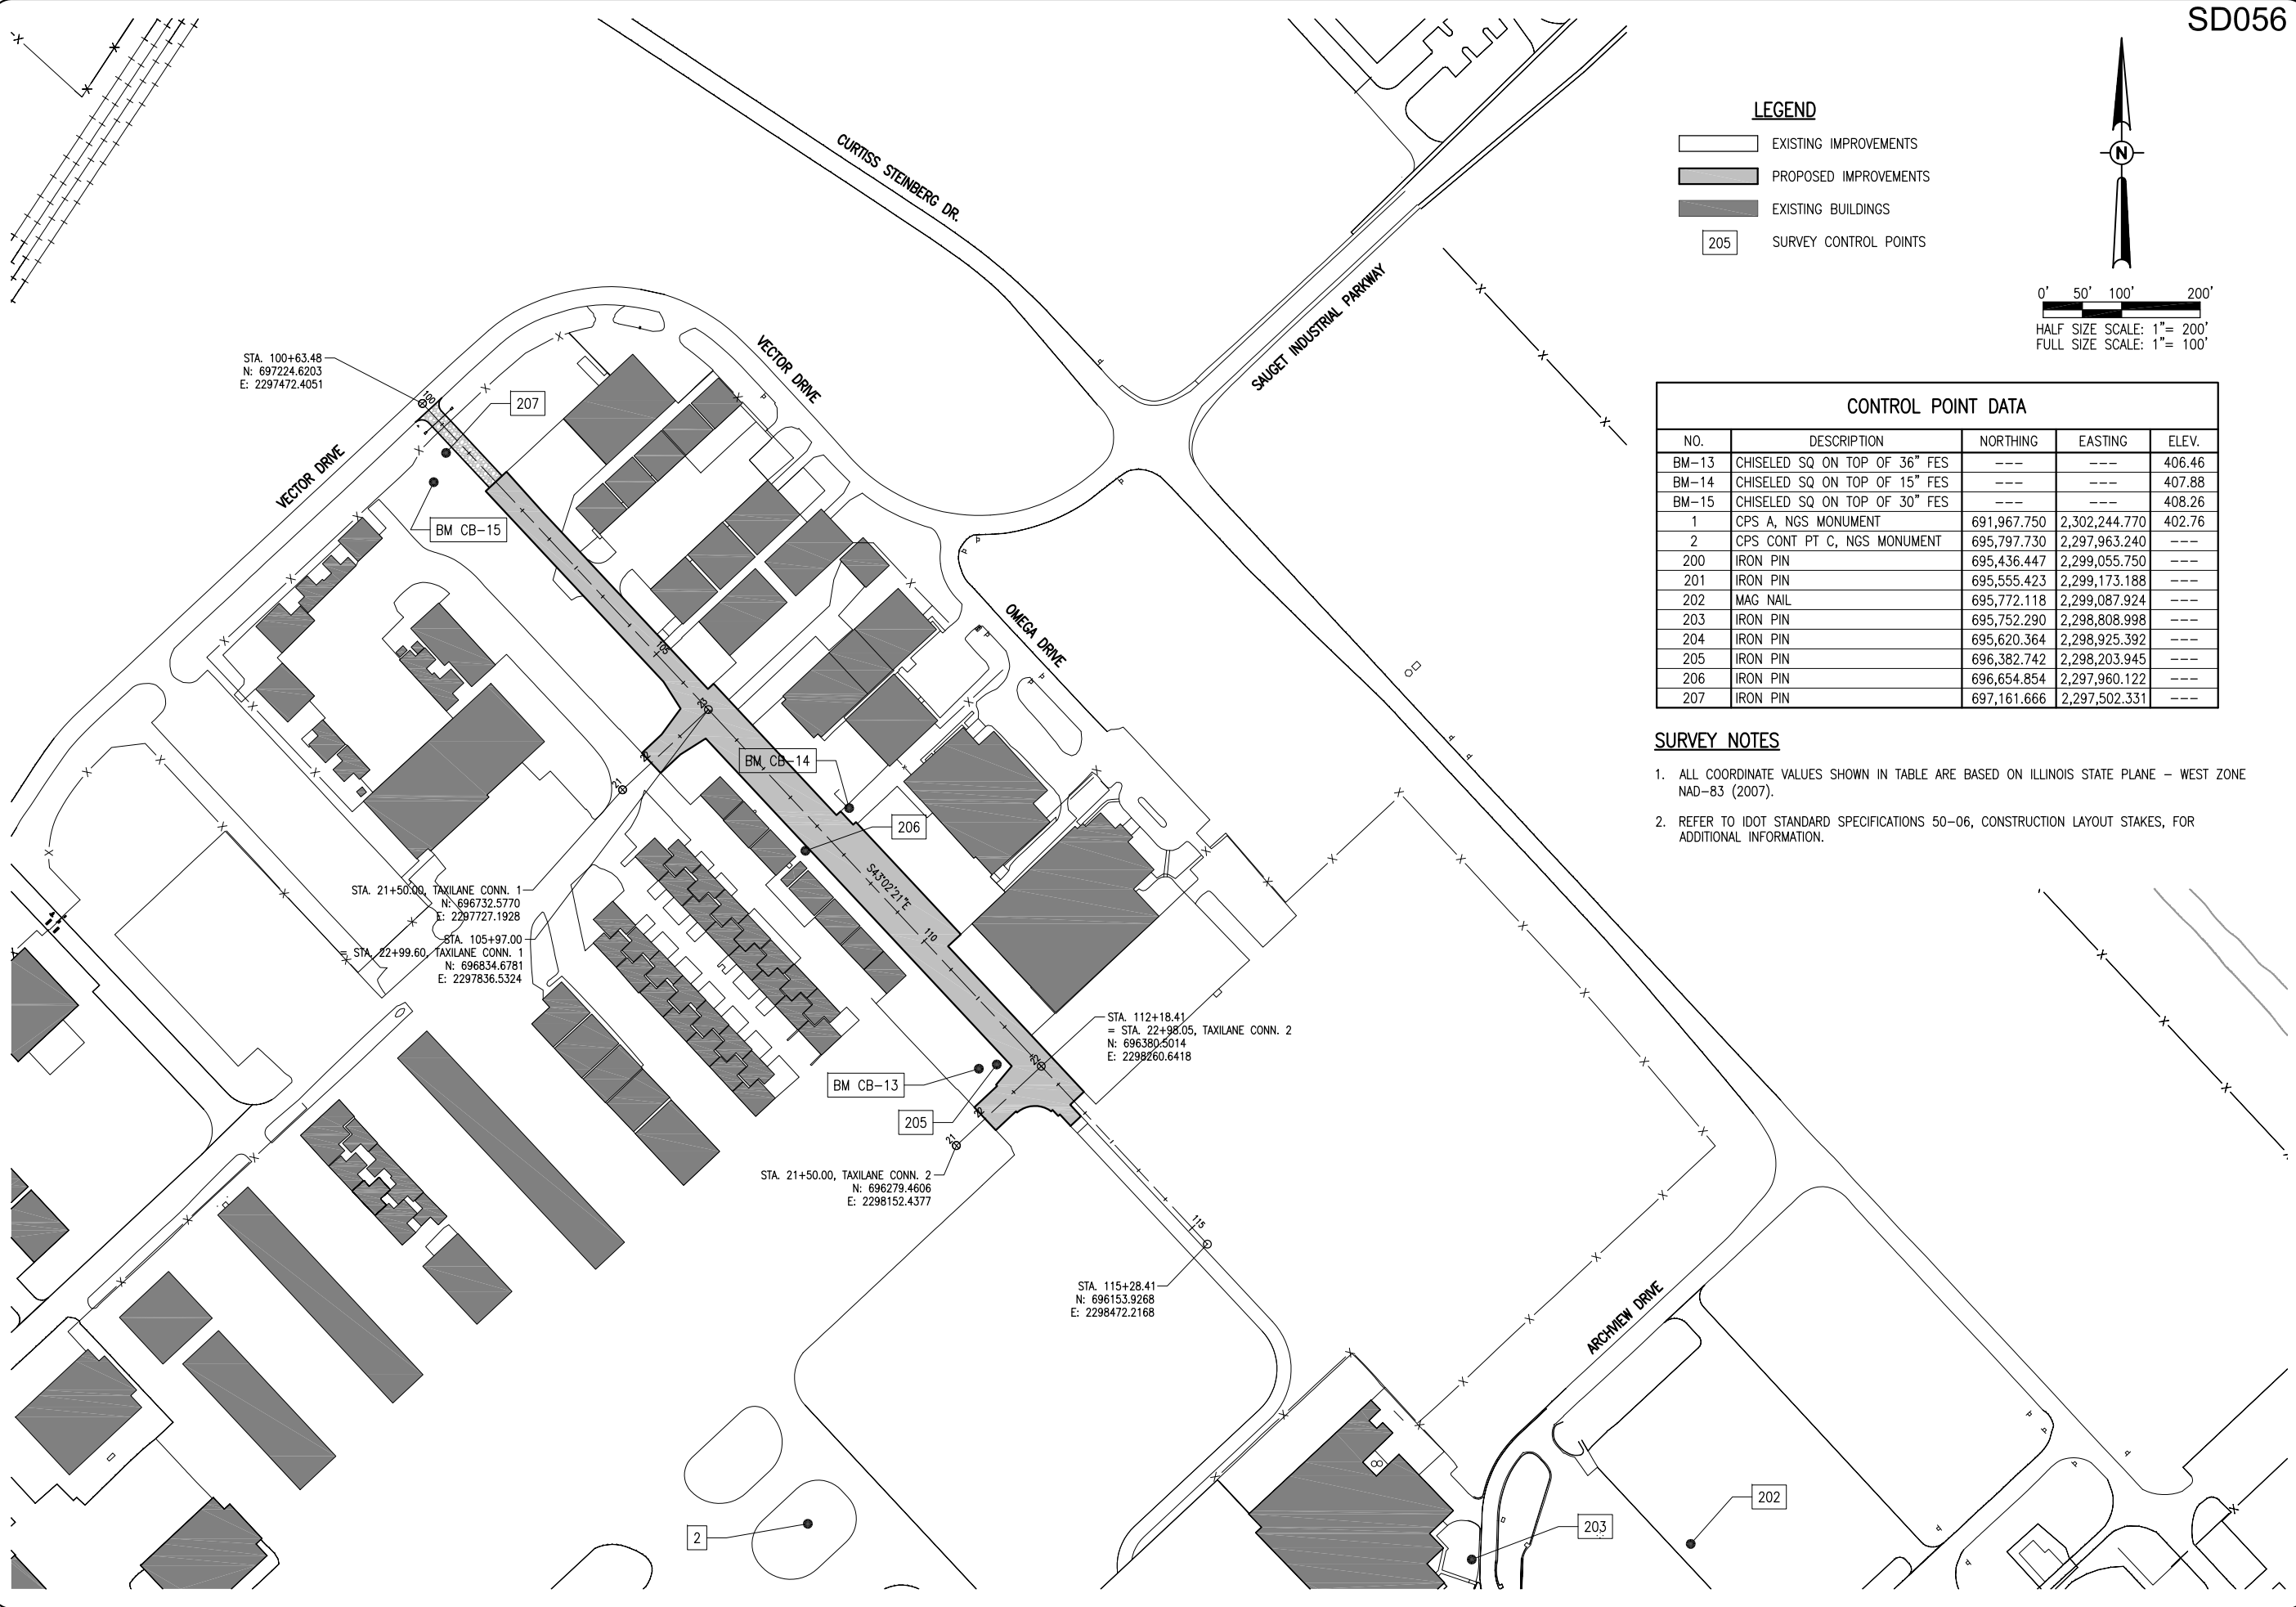 SD056
LEGEND
EXISTING IMPROVEMENTS
PROPOSED IMPROVEMENTS
EXISTING BUILDINGS
205 SURVEY CONTROL POINTS
N
0' 50' 100' 200'
HALF SIZE SCALE: 1"= 200'
FULL SIZE SCALE: 1"= 100'
CONTROL POINT DATA
NO. DESCRIPTION NORTHING EASTING ELEV.
BM-13 CHISELED SQ ON TOP OF 36" FES --- --- 406.46
BM-14 CHISELED SQ ON TOP OF 15" FES --- --- 407.88
BM-15 CHISELED SQ ON TOP OF 30" FES --- --- 408.26
1 CPS A, NGS MONUMENT 691,967.750 2,302,244.770 402.76
2 CPS CONT PT C, NGS MONUMENT 695,797.730 2,297,963.240 ---
200 IRON PIN 695,436.447 2,299,055.750 ---
201 IRON PIN 695,555.423 2,299,173.188 ---
202 MAG NAIL 695,772.118 2,299,087.924 ---
203 IRON PIN 695,752.290 2,298,808.998 ---
204 IRON PIN 695,620.364 2,298,925.392 ---
205 IRON PIN 696,382.742 2,298,203.945 ---
206 IRON PIN 696,654.854 2,297,960.122 ---
207 IRON PIN 697,161.666 2,297,502.331 ---
SURVEY NOTES
1. ALL COORDINATE VALUES SHOWN IN TABLE ARE BASED ON ILLINOIS STATE PLANE - WEST ZONE
NAD-83 (2007).
2. REFER TO IDOT STANDARD SPECIFICATIONS 50-06, CONSTRUCTION LAYOUT STAKES, FOR
ADDITIONAL INFORMATION.
CURTISS STEINBERG DR.
SAUGET INDUSTRIAL PARKWAY
VECTOR DRIVE
VECTOR DRIVE
OMEGA DRIVE
ARCHVIEW DRIVE
STA. 100+63.48
N: 697224.6203
E: 2297472.4051
100
207
BM CB-15
105
23
22
21
BM CB-14
206
S43°02'21"E
110
STA. 21+50.00, TAXILANE CONN. 1
N: 696732.5770
E: 2297727.1928
STA. 105+97.00
= STA. 22+99.60, TAXILANE CONN. 1
N: 696834.6781
E: 2297836.5324
STA. 112+18.41
= STA. 22+98.05, TAXILANE CONN. 2
N: 696380.5014
E: 2298260.6418
BM CB-13
205
22
21
STA. 21+50.00, TAXILANE CONN. 2
N: 696279.4606
E: 2298152.4377
115
STA. 115+28.41
N: 696153.9268
E: 2298472.2168
2
203
202